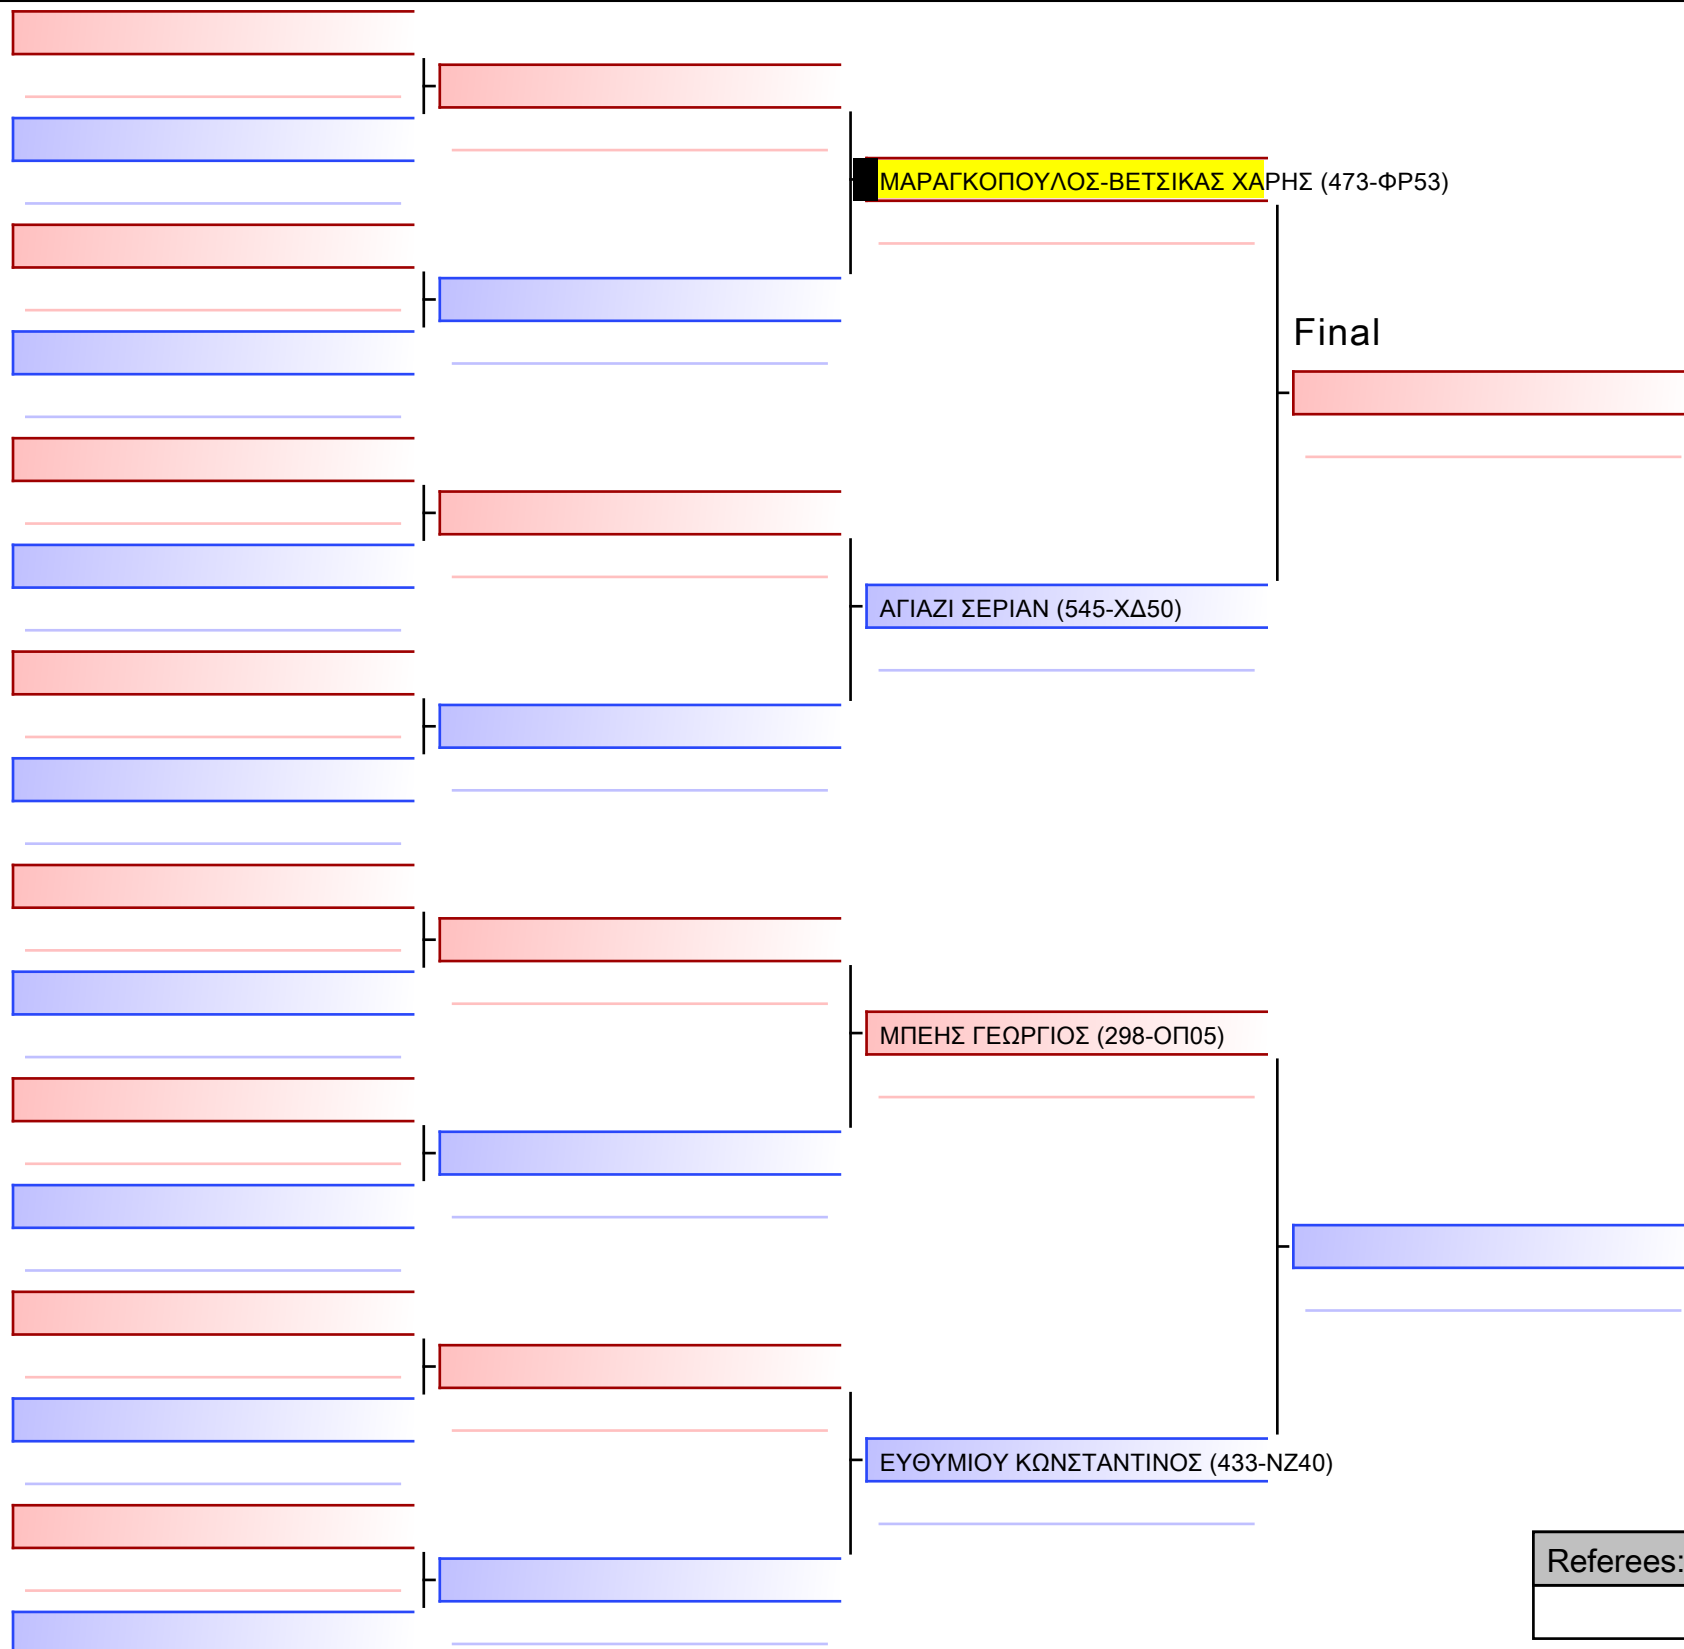 ΜΑΡΑΓΚΟΠΟΥΛΟΣ-ΒΕΤΣΙΚΑΣ ΧΑΡΗΣ (473-ΦΡ53)
Final
ΑΓΙΑΖΙ ΣΕΡΙΑΝ (545-ΧΔ50)
ΜΠΕΗΣ ΓΕΩΡΓΙΟΣ (298-ΟΠ05)
ΕΥΘΥΜΙΟΥ ΚΩΝΣΤΑΝΤΙΝΟΣ (433-ΝΖ40)
Referees: